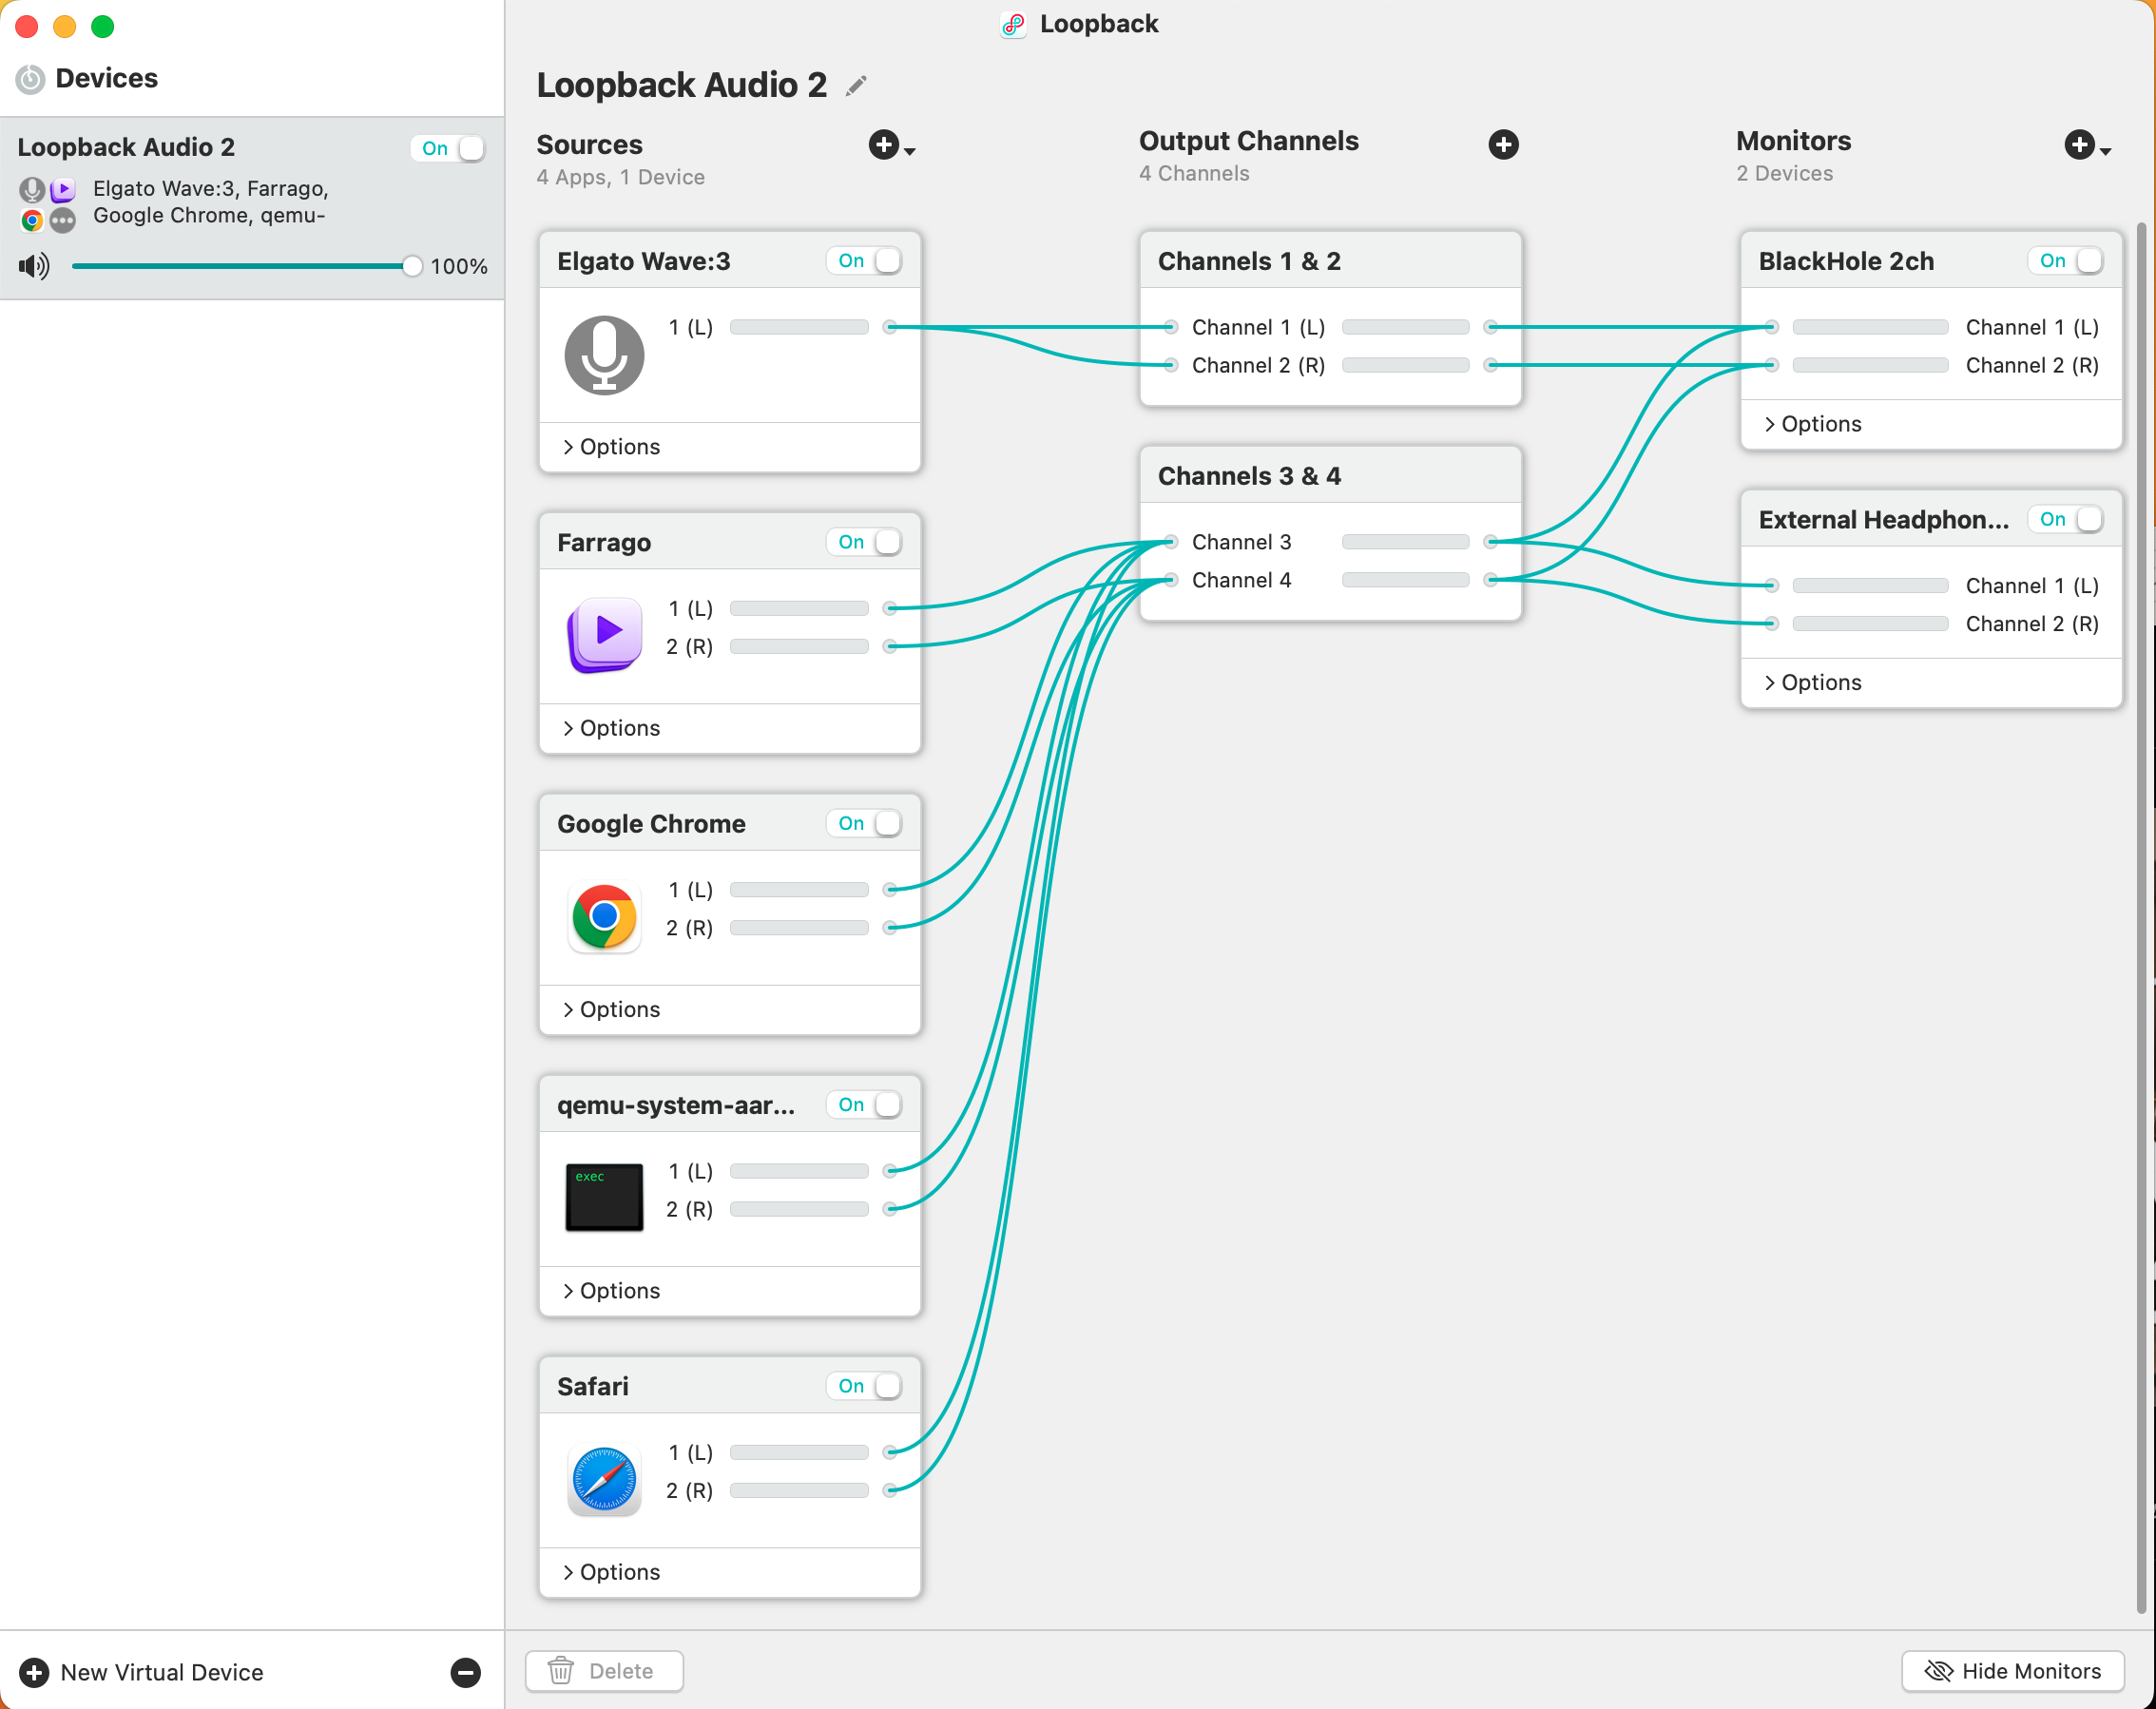 Loopback
Devices
Loopback Audio 2
On
Elgato Wave:3, Farrago,
Google Chrome, qemu-
100%
New Virtual Device
Loopback Audio 2
Sources
4 Apps, 1 Device
Elgato Wave:3
On
1 (L)
Options
Farrago
On
1 (L)
2 (R)
Options
Google Chrome
On
1 (L)
2 (R)
Options
qemu-system-aar...
On
exec
1 (L)
2 (R)
Options
Safari
On
1 (L)
2 (R)
Options
Output Channels
4 Channels
Channels 1 & 2
Channel 1 (L)
Channel 2 (R)
Channels 3 & 4
Channel 3
Channel 4
Monitors
2 Devices
BlackHole 2ch
On
Channel 1 (L)
Channel 2 (R)
Options
External Headphon...
On
Channel 1 (L)
Channel 2 (R)
Options
Delete
Hide Monitors